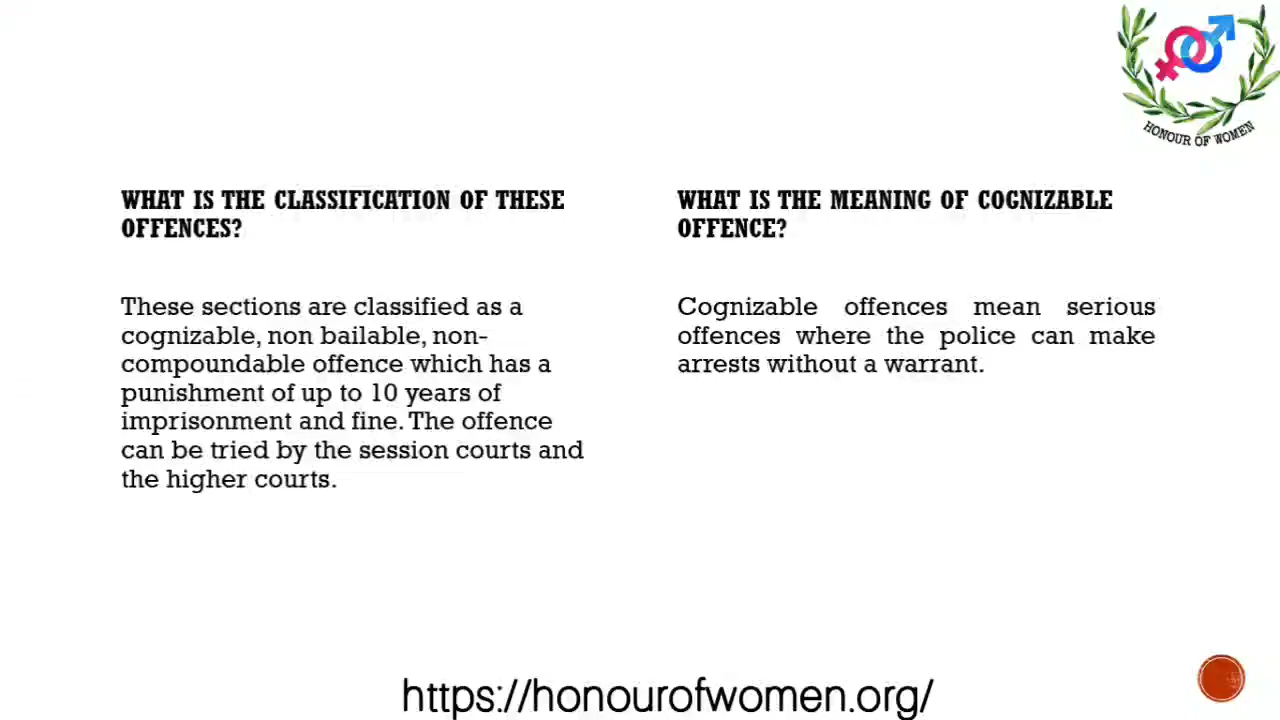 HONOUR OF WOMEN
WHAT IS THE CLASSIFICATION OF THESE
OFFENCES?
These sections are classified as a
cognizable, non bailable, non-
compoundable offence which has a
punishment of up to 10 years of
imprisonment and fine. The offence
can be tried by the session courts and
the higher courts.
WHAT IS THE MEANING OF COGNIZABLE
OFFENCE?
Cognizable offences mean serious
offences where the police can make
arrests without a warrant.
https://honourofwomen.org/